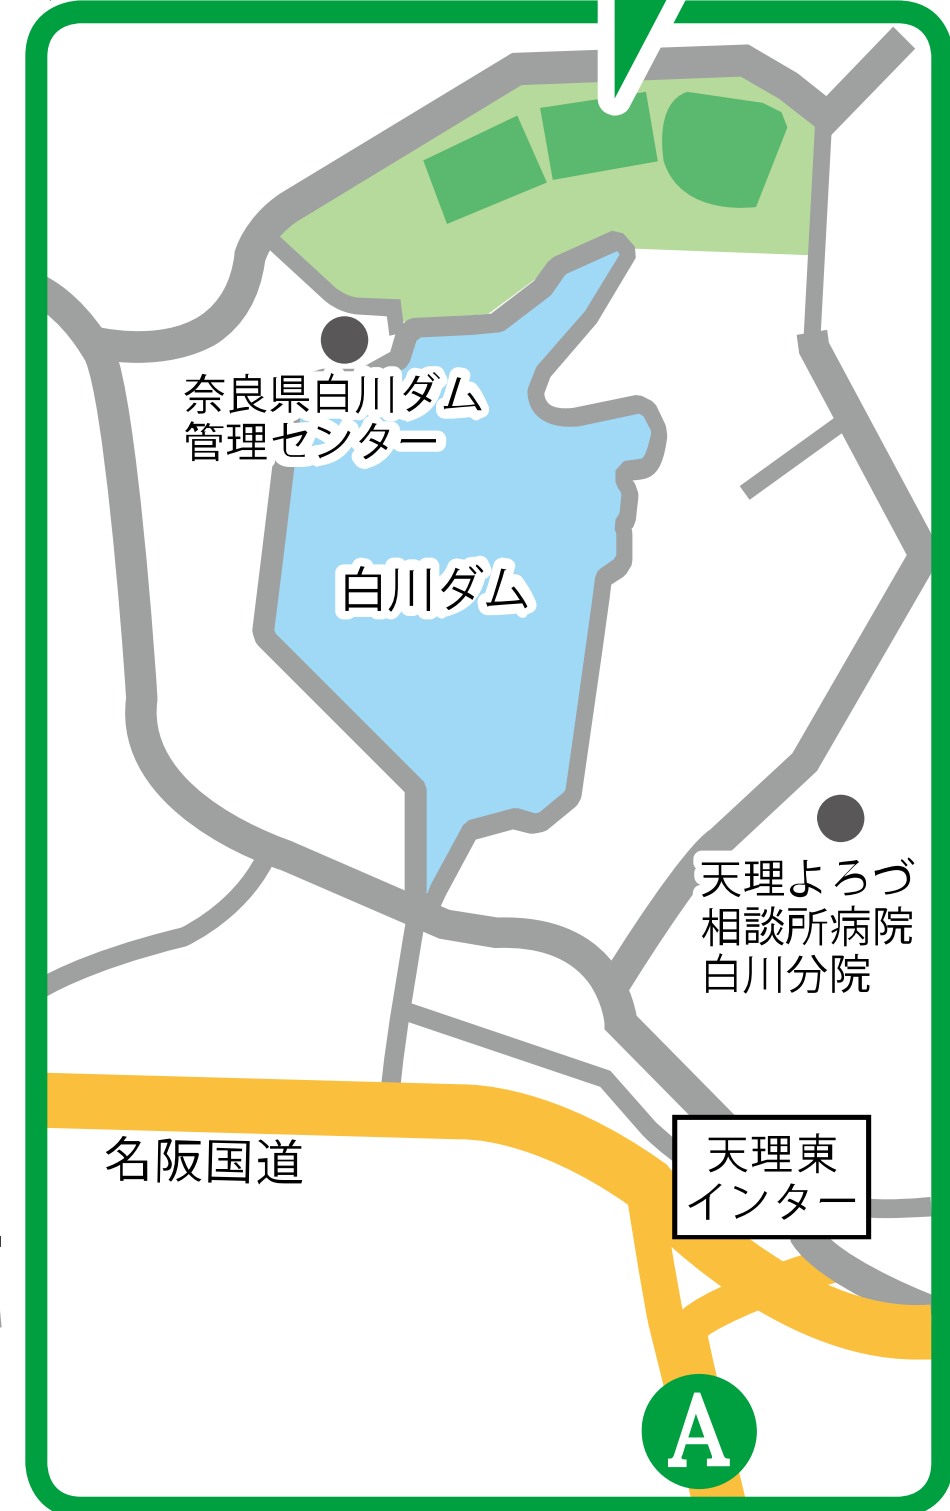 奈良県白川ダム
管理センター
白川ダム
天理よろづ
相談所病院
白川分院
名阪国道
天理東
インター
A